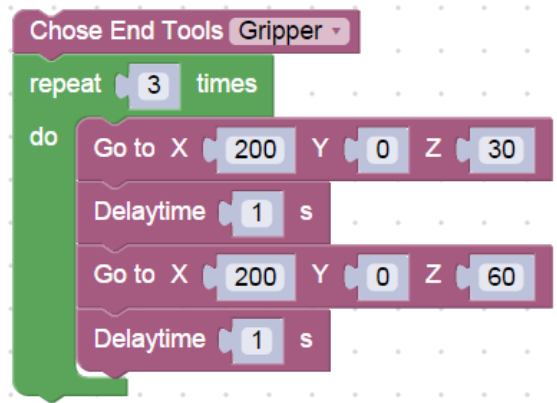 Chose End Tools Gripper
repeat 3 times
do
Go to X 200 Y 0 Z 30
Delaytime 1 s
Go to X 200 Y 0 Z 60
Delaytime 1 s